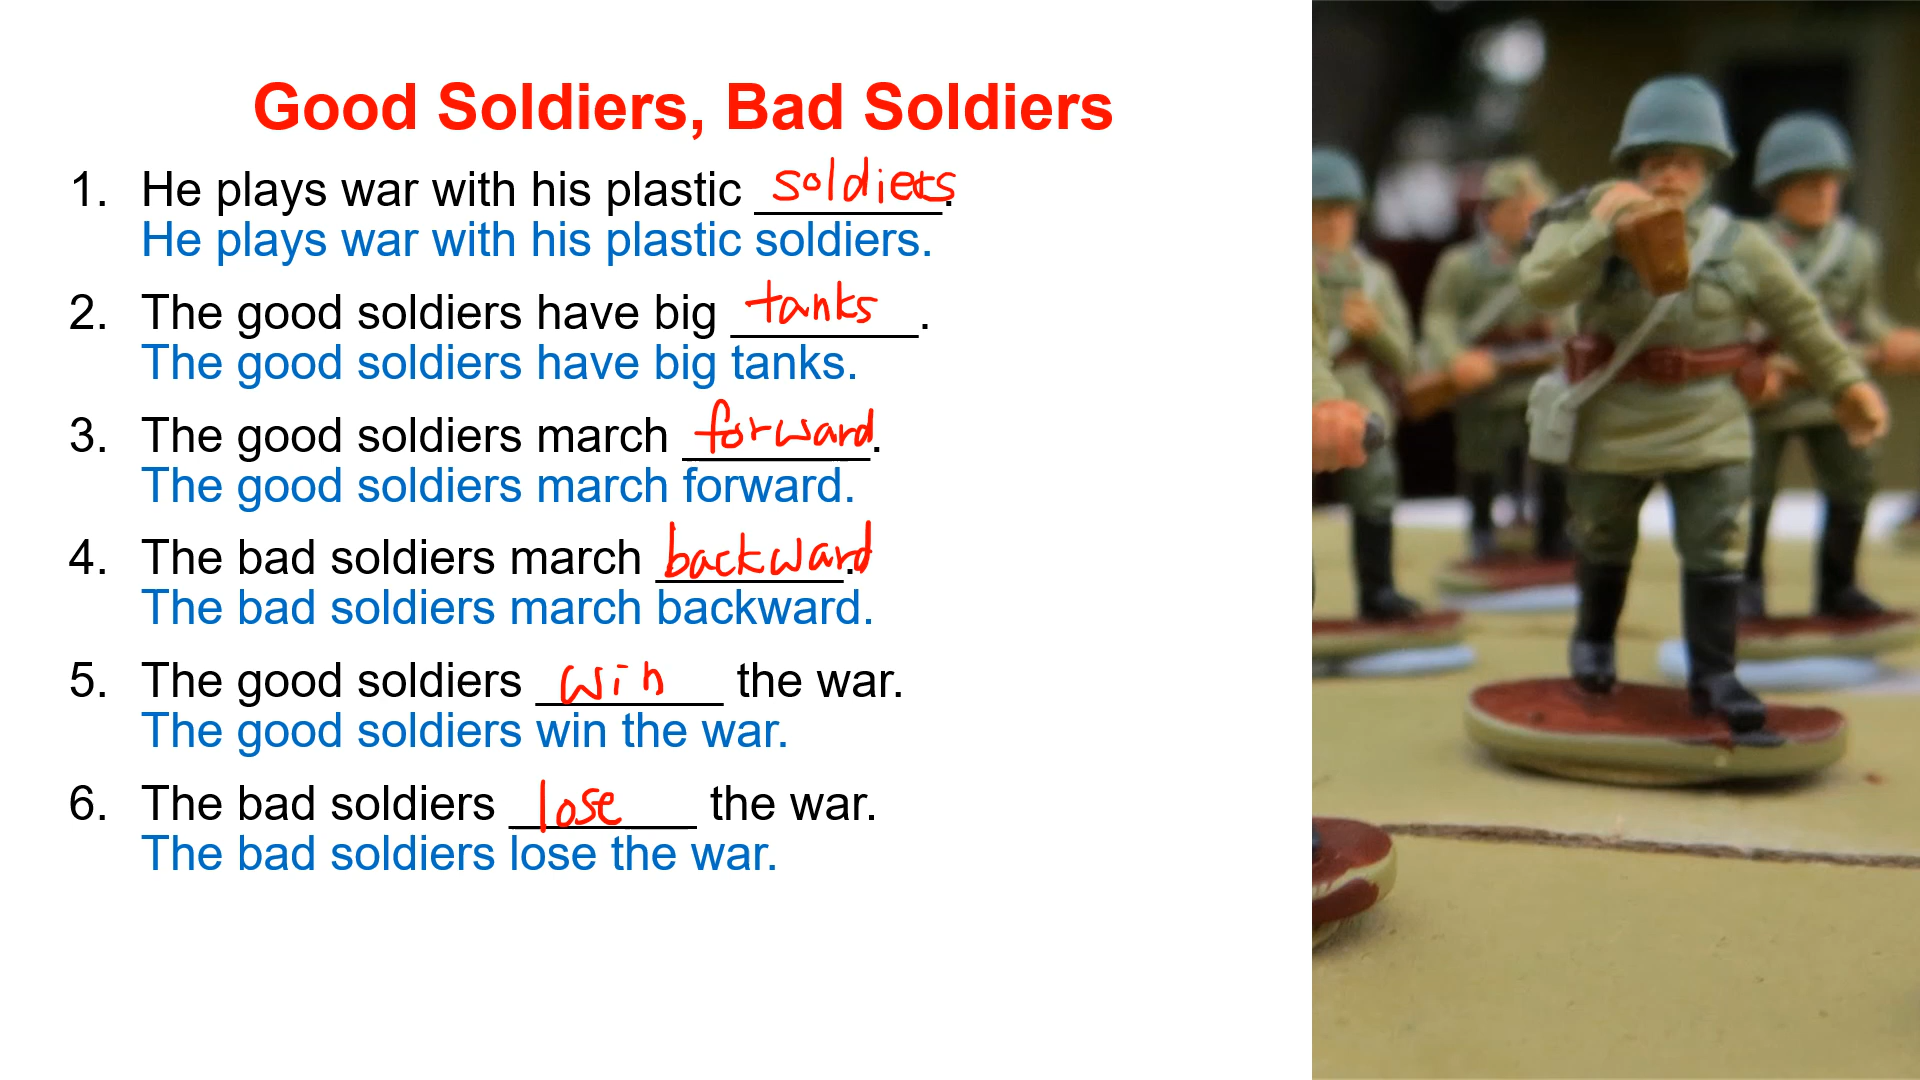 Good Soldiers, Bad Soldiers
1. He plays war with his plastic soldiers.
He plays war with his plastic soldiers.
2. The good soldiers have big tanks.
The good soldiers have big tanks.
3. The good soldiers march forward.
The good soldiers march forward.
4. The bad soldiers march backward.
The bad soldiers march backward.
5. The good soldiers win the war.
The good soldiers win the war.
6. The bad soldiers lose the war.
The bad soldiers lose the war.